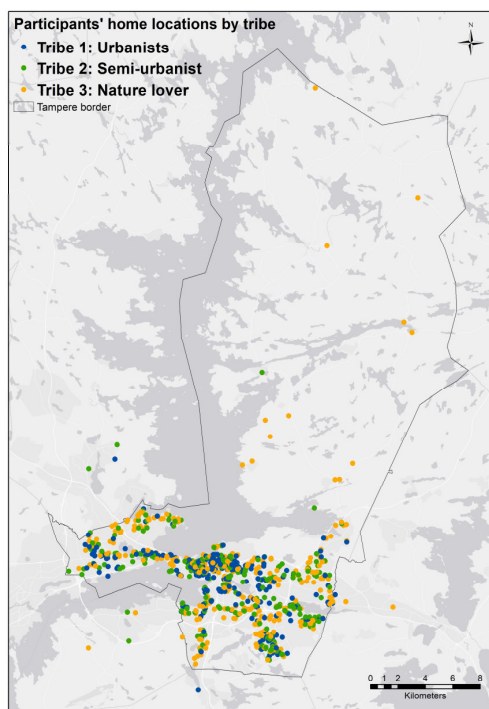 Participants' home locations by tribe
N
Tribe 1: Urbanists
Tribe 2: Semi-urbanist
Tribe 3: Nature lover
Tampere border
0 1 2 4 6 8
Kilometers